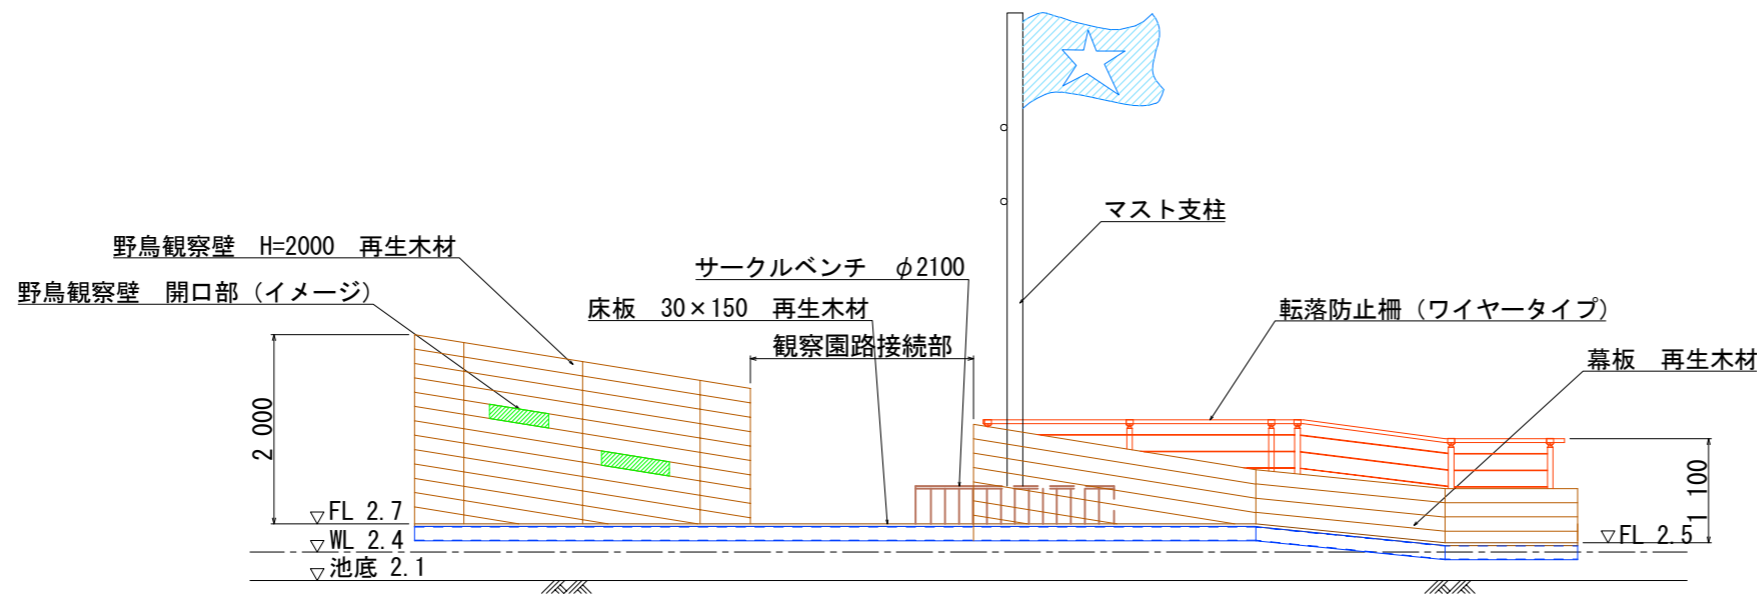 マスト支柱
野鳥観察壁　H=2000　再生木材
サークルベンチ　φ2100
野鳥観察壁　開口部（イメージ）
床板　30×150　再生木材
転落防止柵（ワイヤータイプ）
観察園路接続部
幕板　再生木材
2 000
1 100
▽FL 2.7
▽WL 2.4
▽池底 2.1
▽FL 2.5